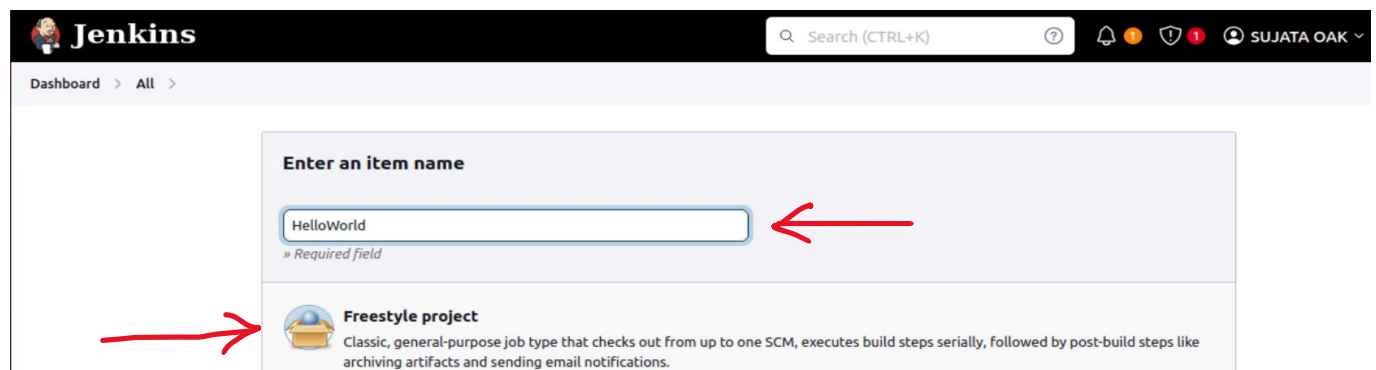 Jenkins
Search (CTRL+K)
1
1
SUJATA OAK
Dashboard > All >
Enter an item name
HelloWorld
» Required field
Freestyle project
Classic, general-purpose job type that checks out from up to one SCM, executes build steps serially, followed by post-build steps like
archiving artifacts and sending email notifications.